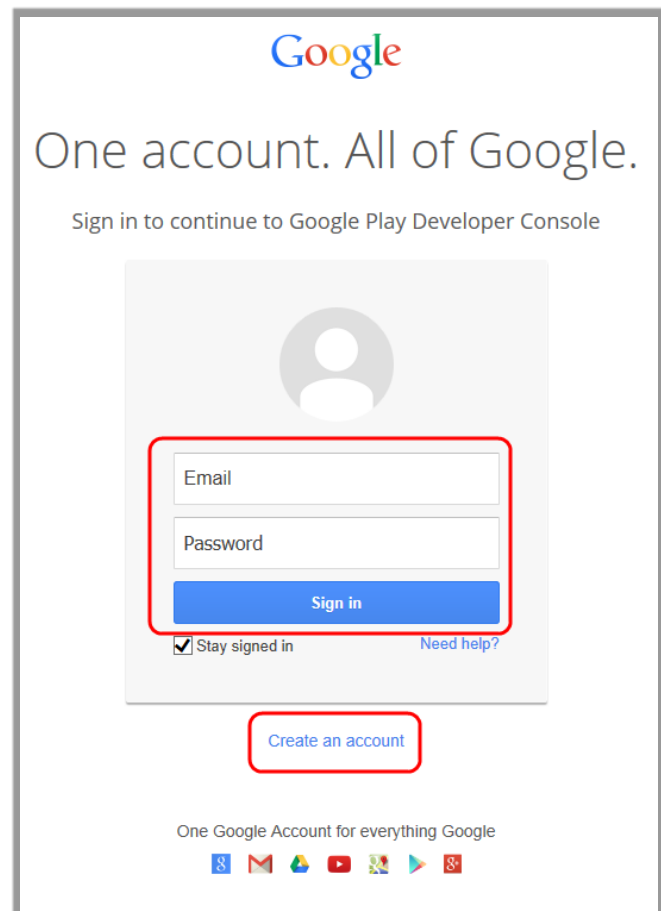 Google
One account. All of Google.
Sign in to continue to Google Play Developer Console
Email
Password
Sign in
Stay signed in Need help?
Create an account
One Google Account for everything Google